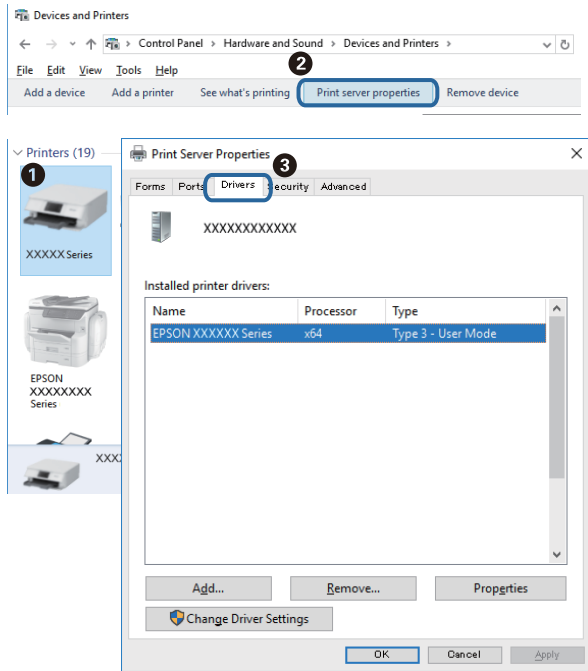 Devices and Printers
Control Panel > Hardware and Sound > Devices and Printers >
2
File Edit View Tools Help
Add a device Add a printer See what's printing Print server properties Remove device
Printers (19)
1
XXXXX Series
EPSON
XXXXXXXX
Series
XXX
Print Server Properties
3
Forms Ports Drivers ecurity Advanced
XXXXXXXXXXXX
Installed printer drivers:
Name Processor Type
EPSON XXXXXX Series x64 Type 3 - User Mode
Add... Remove... Properties
Change Driver Settings
OK Cancel Apply